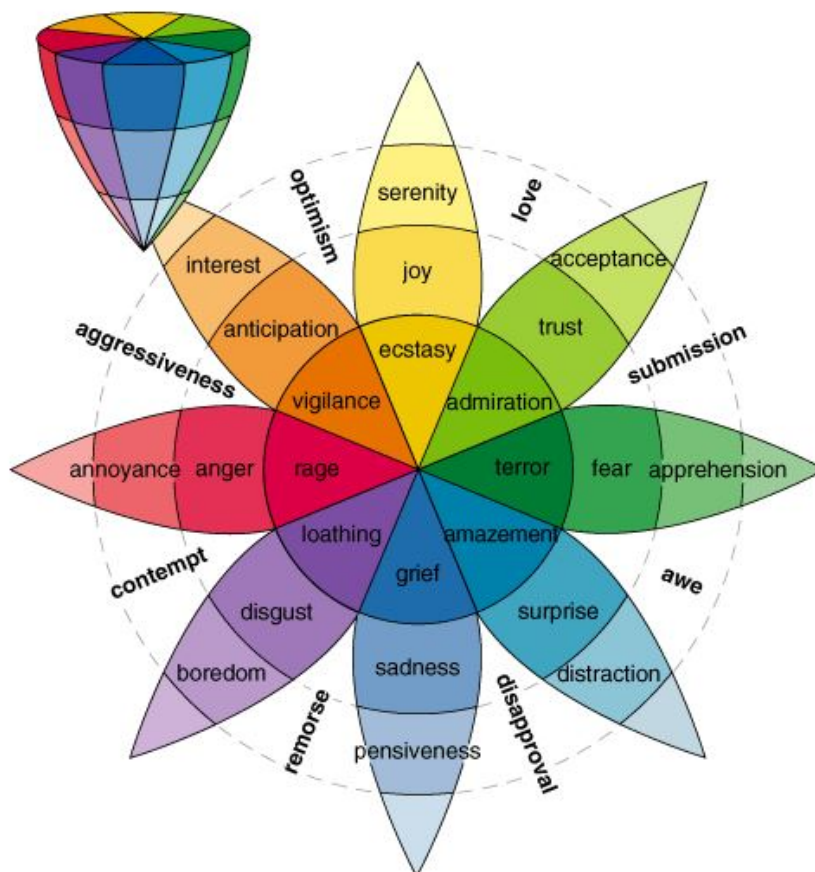 optimism
serenity
love
interest
joy
acceptance
anticipation
trust
aggressiveness
ecstasy
submission
vigilance
admiration
annoyance
anger
rage
terror
fear
apprehension
loathing
amazement
contempt
grief
awe
disgust
surprise
boredom
sadness
distraction
remorse
disapproval
pensiveness